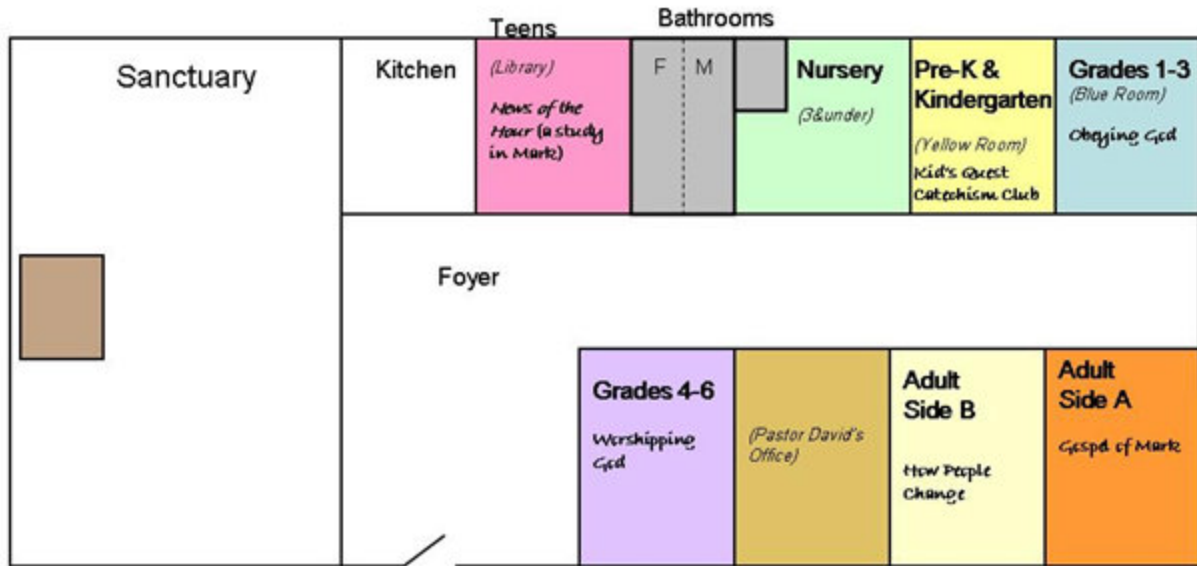 Sanctuary
Kitchen
Teens
(Library)
News of the
Hour (a study
in Mark)
Bathrooms
F
M
Nursery
(3&under)
Pre-K &
Kindergarten
(Yellow Room)
Kid's Quest
Catechism Club
Grades 1-3
(Blue Room)
Obeying God
Foyer
Grades 4-6
Worshipping
God
(Pastor David's
Office)
Adult
Side B
How People
Change
Adult
Side A
Gospel of Mark